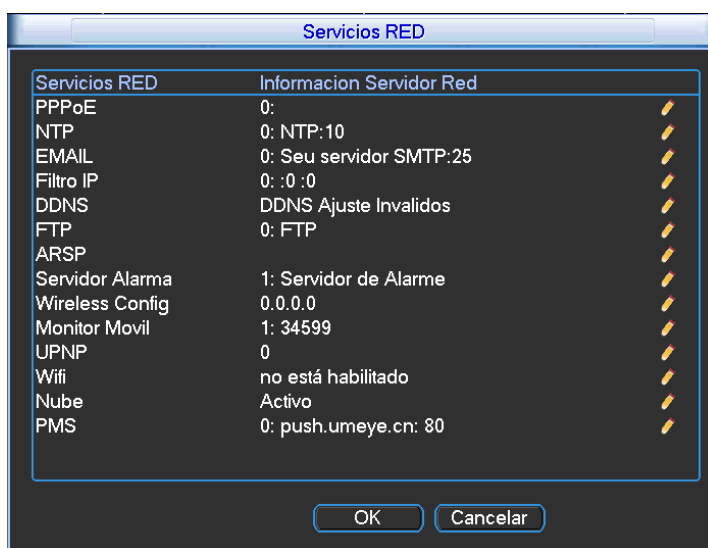 Servicios RED
Servicios RED Informacion Servidor Red
PPPoE 0:
NTP 0: NTP:10
EMAIL 0: Seu servidor SMTP:25
Filtro IP 0: :0 :0
DDNS DDNS Ajuste Invalidos
FTP 0: FTP
ARSP
Servidor Alarma 1: Servidor de Alarme
Wireless Config 0.0.0.0
Monitor Movil 1: 34599
UPNP 0
Wifi no está habilitado
Nube Activo
PMS 0: push.umeye.cn: 80
OK Cancelar